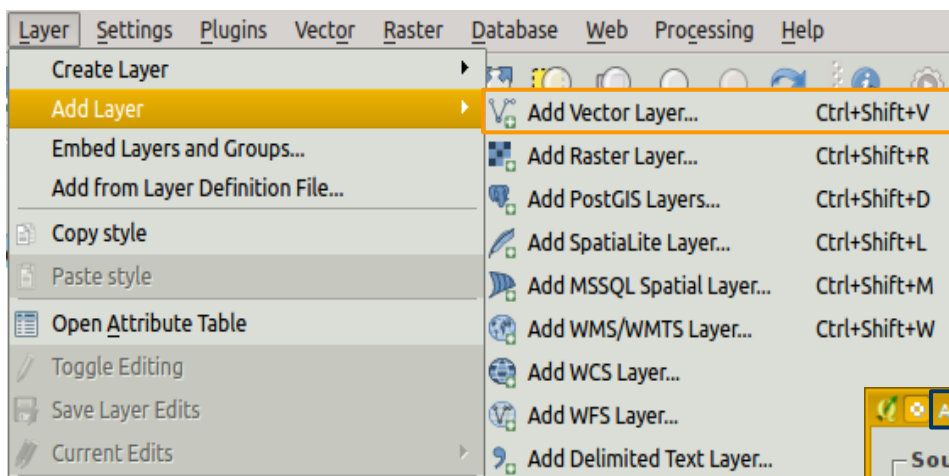 Layer Settings Plugins Vector Raster Database Web Processing Help
Create Layer
Add Layer
Embed Layers and Groups...
Add from Layer Definition File...
Copy style
Paste style
Open Attribute Table
Toggle Editing
Save Layer Edits
Current Edits
Add Vector Layer... Ctrl+Shift+V
Add Raster Layer... Ctrl+Shift+R
Add PostGIS Layers... Ctrl+Shift+D
Add SpatiaLite Layer... Ctrl+Shift+L
Add MSSQL Spatial Layer... Ctrl+Shift+M
Add WMS/WMTS Layer... Ctrl+Shift+W
Add WCS Layer...
Add WFS Layer...
Add Delimited Text Layer...